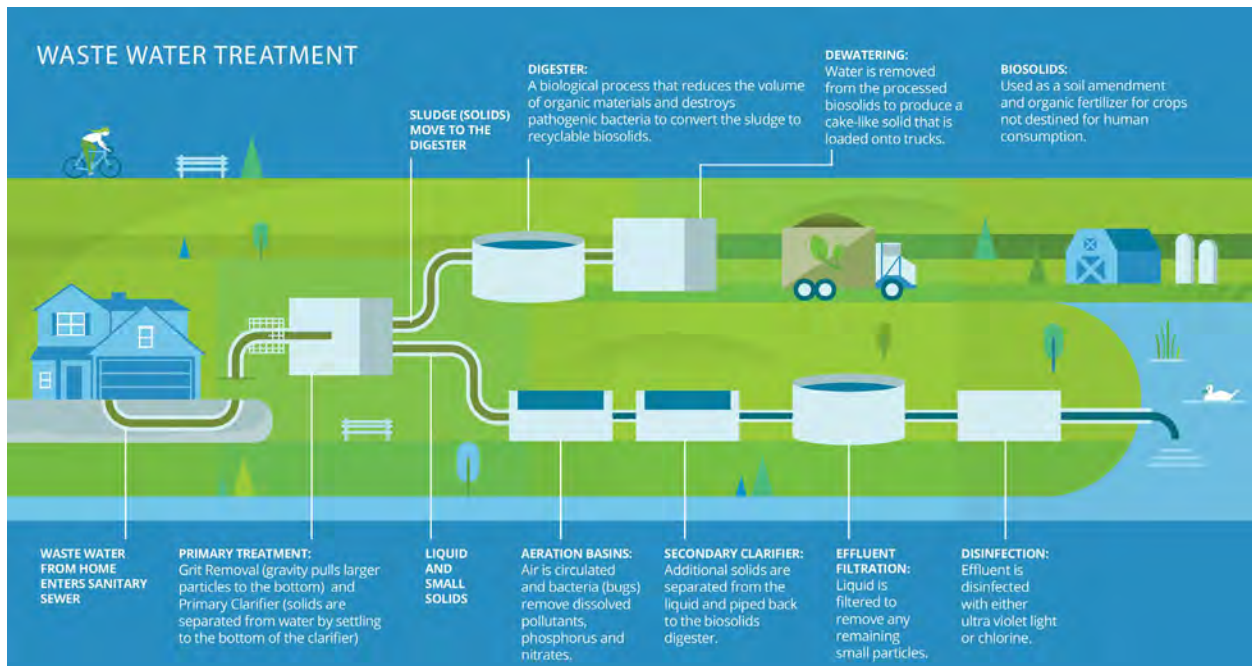 WASTE WATER TREATMENT
SLUDGE (SOLIDS)
MOVE TO THE
DIGESTER
DIGESTER:
A biological process that reduces the volume
of organic materials and destroys
pathogenic bacteria to convert the sludge to
recyclable biosolids.
DEWATERING:
Water is removed
from the processed
biosolids to produce a
cake-like solid that is
loaded onto trucks.
BIOSOLIDS:
Used as a soil amendment
and organic fertilizer for crops
not destined for human
consumption.
WASTE WATER
FROM HOME
ENTERS SANITARY
SEWER
PRIMARY TREATMENT:
Grit Removal (gravity pulls larger
particles to the bottom) and
Primary Clarifier (solids are
separated from water by settling
to the bottom of the clarifier)
LIQUID
AND
SMALL
SOLIDS
AERATION BASINS:
Air is circulated
and bacteria (bugs)
remove dissolved
pollutants,
phosphorus and
nitrates.
SECONDARY CLARIFIER:
Additional solids are
separated from the
liquid and piped back
to the biosolids
digester.
EFFLUENT
FILTRATION:
Liquid is
filtered to
remove any
remaining
small particles.
DISINFECTION:
Effluent is
disinfected
with either
ultra violet light
or chlorine.